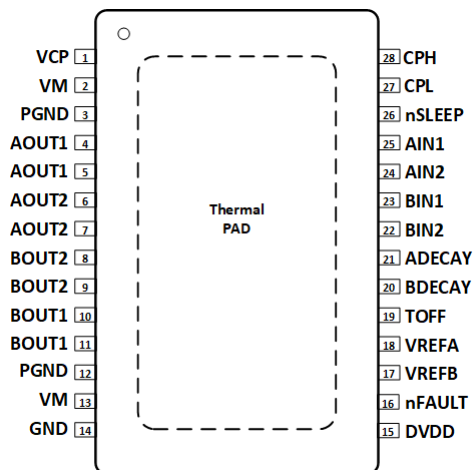 VCP 1
28 CPH
VM 2
27 CPL
PGND 3
26 nSLEEP
AOUT1 4
25 AIN1
AOUT1 5
24 AIN2
AOUT2 6
23 BIN1
AOUT2 7
22 BIN2
BOUT2 8
21 ADECAY
BOUT2 9
20 BDECAY
BOUT1 10
19 TOFF
BOUT1 11
18 VREFA
PGND 12
17 VREFB
VM 13
16 nFAULT
GND 14
15 DVDD
Thermal
PAD